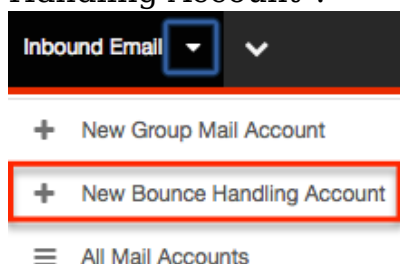 Handling Account".
Inbound Email
New Group Mail Account
New Bounce Handling Account
All Mail Accounts